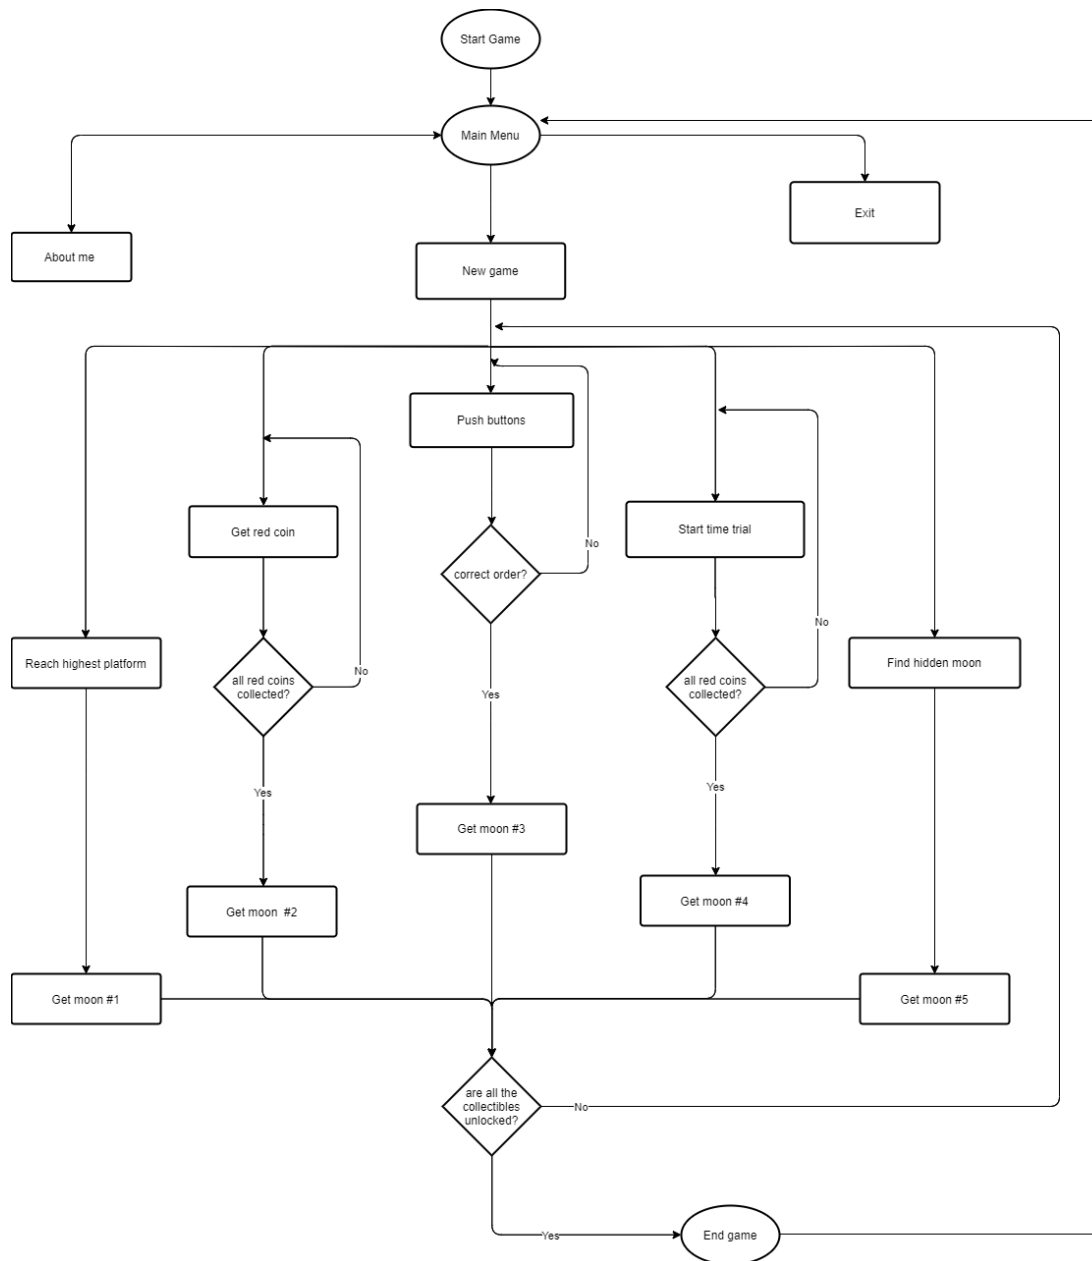 Start Game
Main Menu
Exit
About me
New game
Push buttons
Get red coin
Start time trial
No
correct order?
No
Reach highest platform
all red coins
collected?
No
Yes
all red coins
collected?
Find hidden moon
Yes
Yes
Get moon #3
Get moon  #2
Get moon #4
Get moon #1
Get moon #5
are all the
collectibles
unlocked?
No
Yes
End game